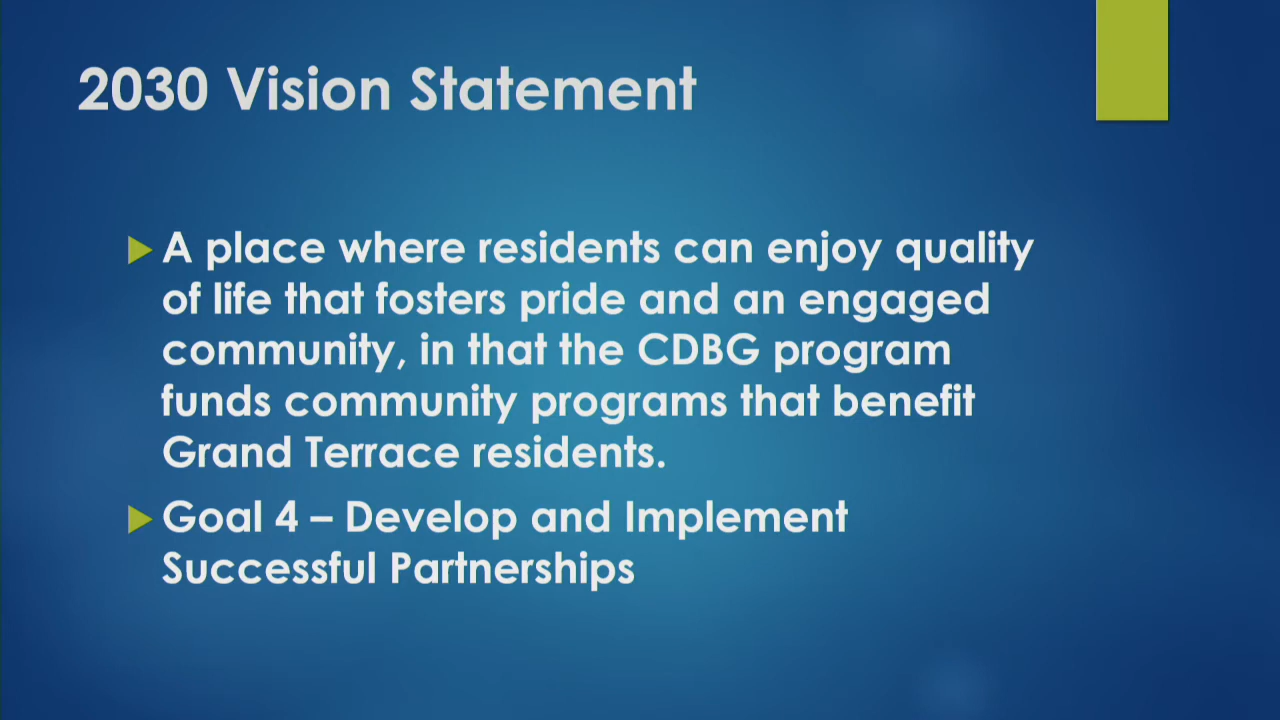 2030 Vision Statement
A place where residents can enjoy quality
of life that fosters pride and an engaged
community, in that the CDBG program
funds community programs that benefit
Grand Terrace residents.
Goal 4 – Develop and Implement
Successful Partnerships